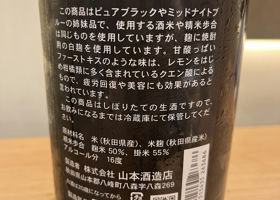 この商品はピュアブラックやミッドナイトブ
ルーの姉妹品で、使用する酒米や精米歩合
は同じものを使用していますが、麹に焼酎
用の白麹を使用しています。甘酸っぱい
ファーストキスのような味は、レモンをはじ
め柑橘類に多く含まれているクエン酸による
もので、疲労回復や美容にも効果があると
言われています。
この商品はしぼりたての生酒ですので、
お飲みになるまでは冷蔵庫にて保管してくださ
い。
原材料名 米(秋田県産)、米麹(秋田県産米)
精米歩合 麹米 50%、掛米 55%
アルコール分 16度
製造者 株式会社 山本酒造店
秋田県山本郡八峰町八森字八森269